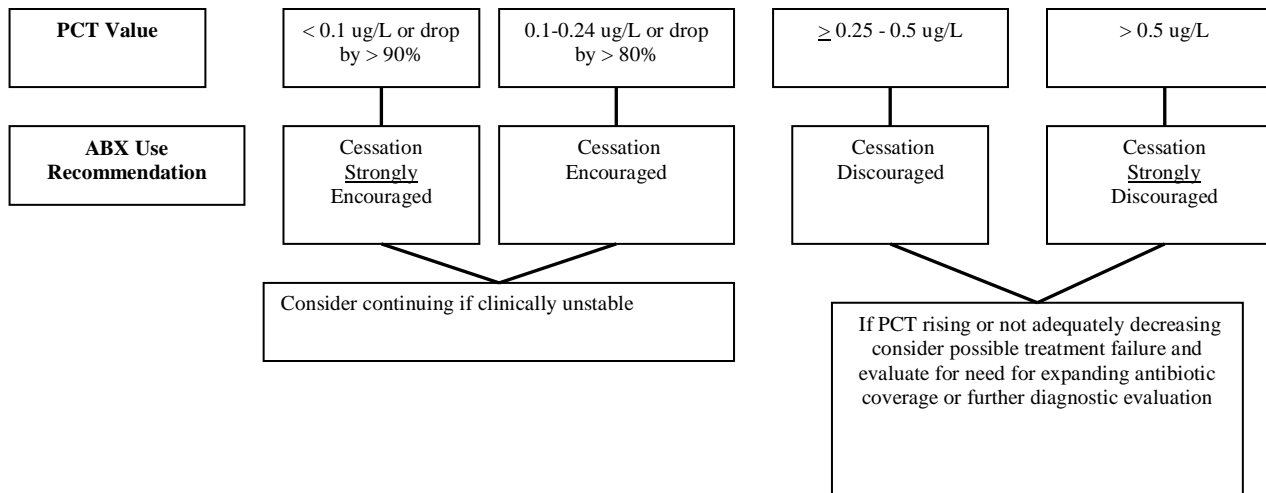 PCT Value
< 0.1 ug/L or drop
by > 90%
0.1-0.24 ug/L or drop
by > 80%
≥ 0.25 - 0.5 ug/L
> 0.5 ug/L
ABX Use
Recommendation
Cessation
Strongly
Encouraged
Cessation
Encouraged
Cessation
Discouraged
Cessation
Strongly
Discouraged
Consider continuing if clinically unstable
If PCT rising or not adequately decreasing
consider possible treatment failure and
evaluate for need for expanding antibiotic
coverage or further diagnostic evaluation